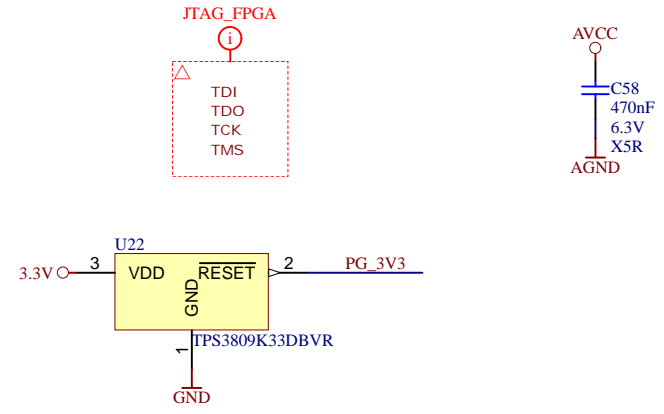 JTAG_FPGA
i
TDI
TDO
TCK
TMS
AVCC
C58
470nF
6.3V
X5R
AGND
U22
3.3V
3
VDD
RESET
2
PG_3V3
GND
1
TPS3809K33DBVR
GND